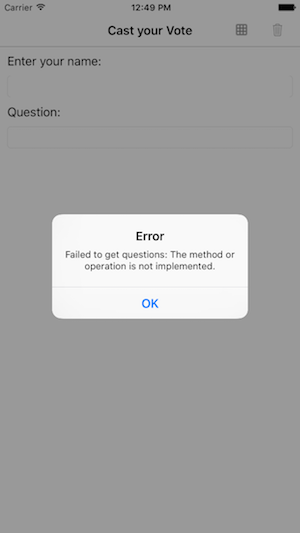 Carrier 12:49 PM
Cast your Vote
Enter your name:
Question:
Error
Failed to get questions: The method or
operation is not implemented.
OK